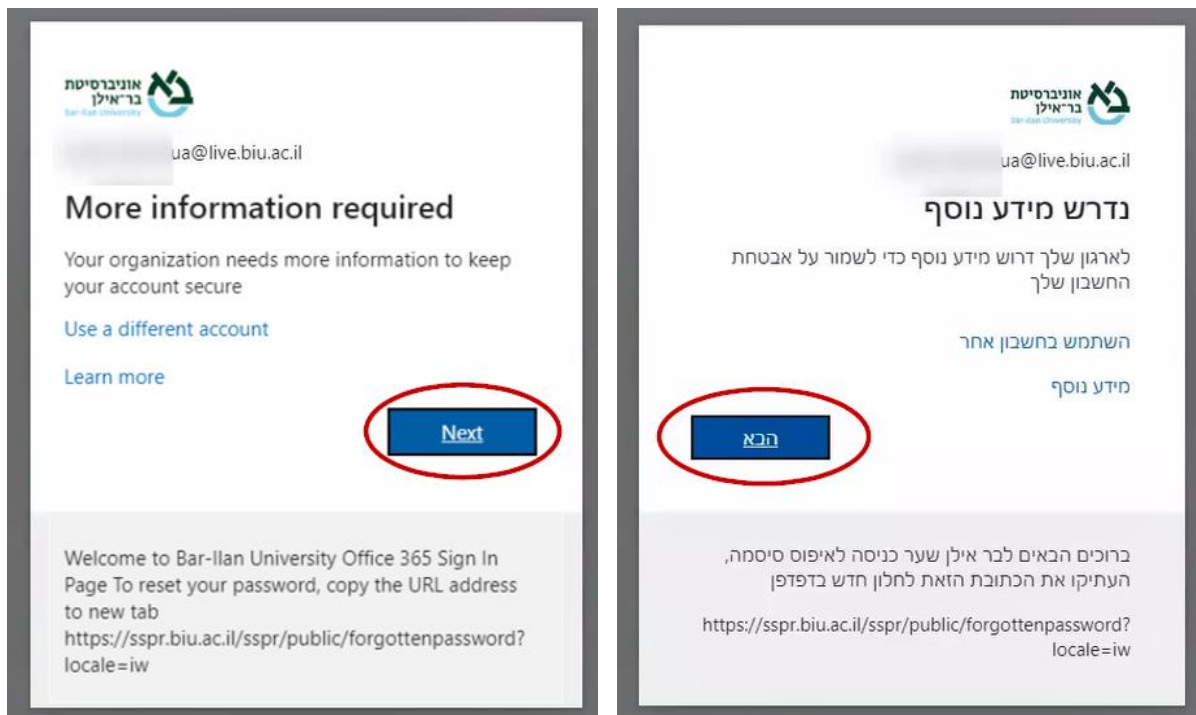 אוניברסיטת
בר־אילן
Bar-Ilan University
ua@live.biu.ac.il
More information required
Your organization needs more information to keep
your account secure
Use a different account
Learn more
Next
Welcome to Bar-Ilan University Office 365 Sign In
Page To reset your password, copy the URL address
to new tab
https://sspr.biu.ac.il/sspr/public/forgottenpassword?
locale=iw
אוניברסיטת
בר־אילן
Bar-Ilan University
ua@live.biu.ac.il
נדרש מידע נוסף
לארגון שלך דרוש מידע נוסף כדי לשמור על אבטחת
החשבון שלך
השתמש בחשבון אחר
מידע נוסף
הבא
ברוכים הבאים לבר אילן שער כניסה לאיפוס סיסמה,
העתיקו את הכתובת הזאת לחלון חדש בדפדפן
https://sspr.biu.ac.il/sspr/public/forgottenpassword?
locale=iw